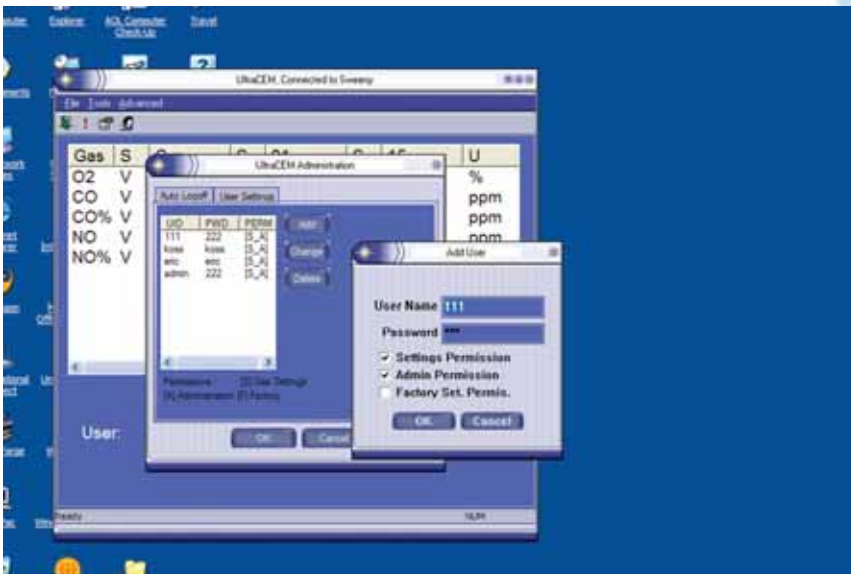 Explorer
AOL Computer
Check-Up
Travel
UltraCEM, Connected to Sweeny
File Tools Advanced
Gas S S S U
O2 V %
CO V ppm
CO% V ppm
NO V ppm
NO% V
User:
Ready
NUM
UltraCEM Administration
Auto Logoff User Settings
UID PWD PERM
111 222 [S_A]
koss koss [S_A]
eric eric [S_A]
admin 222 [S_A]
Add
Change
Delete
Permissions: [S] Gas Settings
[A] Administration [F] Factory
OK Cancel
Add User
User Name 111
Password ***
Settings Permission
Admin Permission
Factory Set. Permis.
OK Cancel